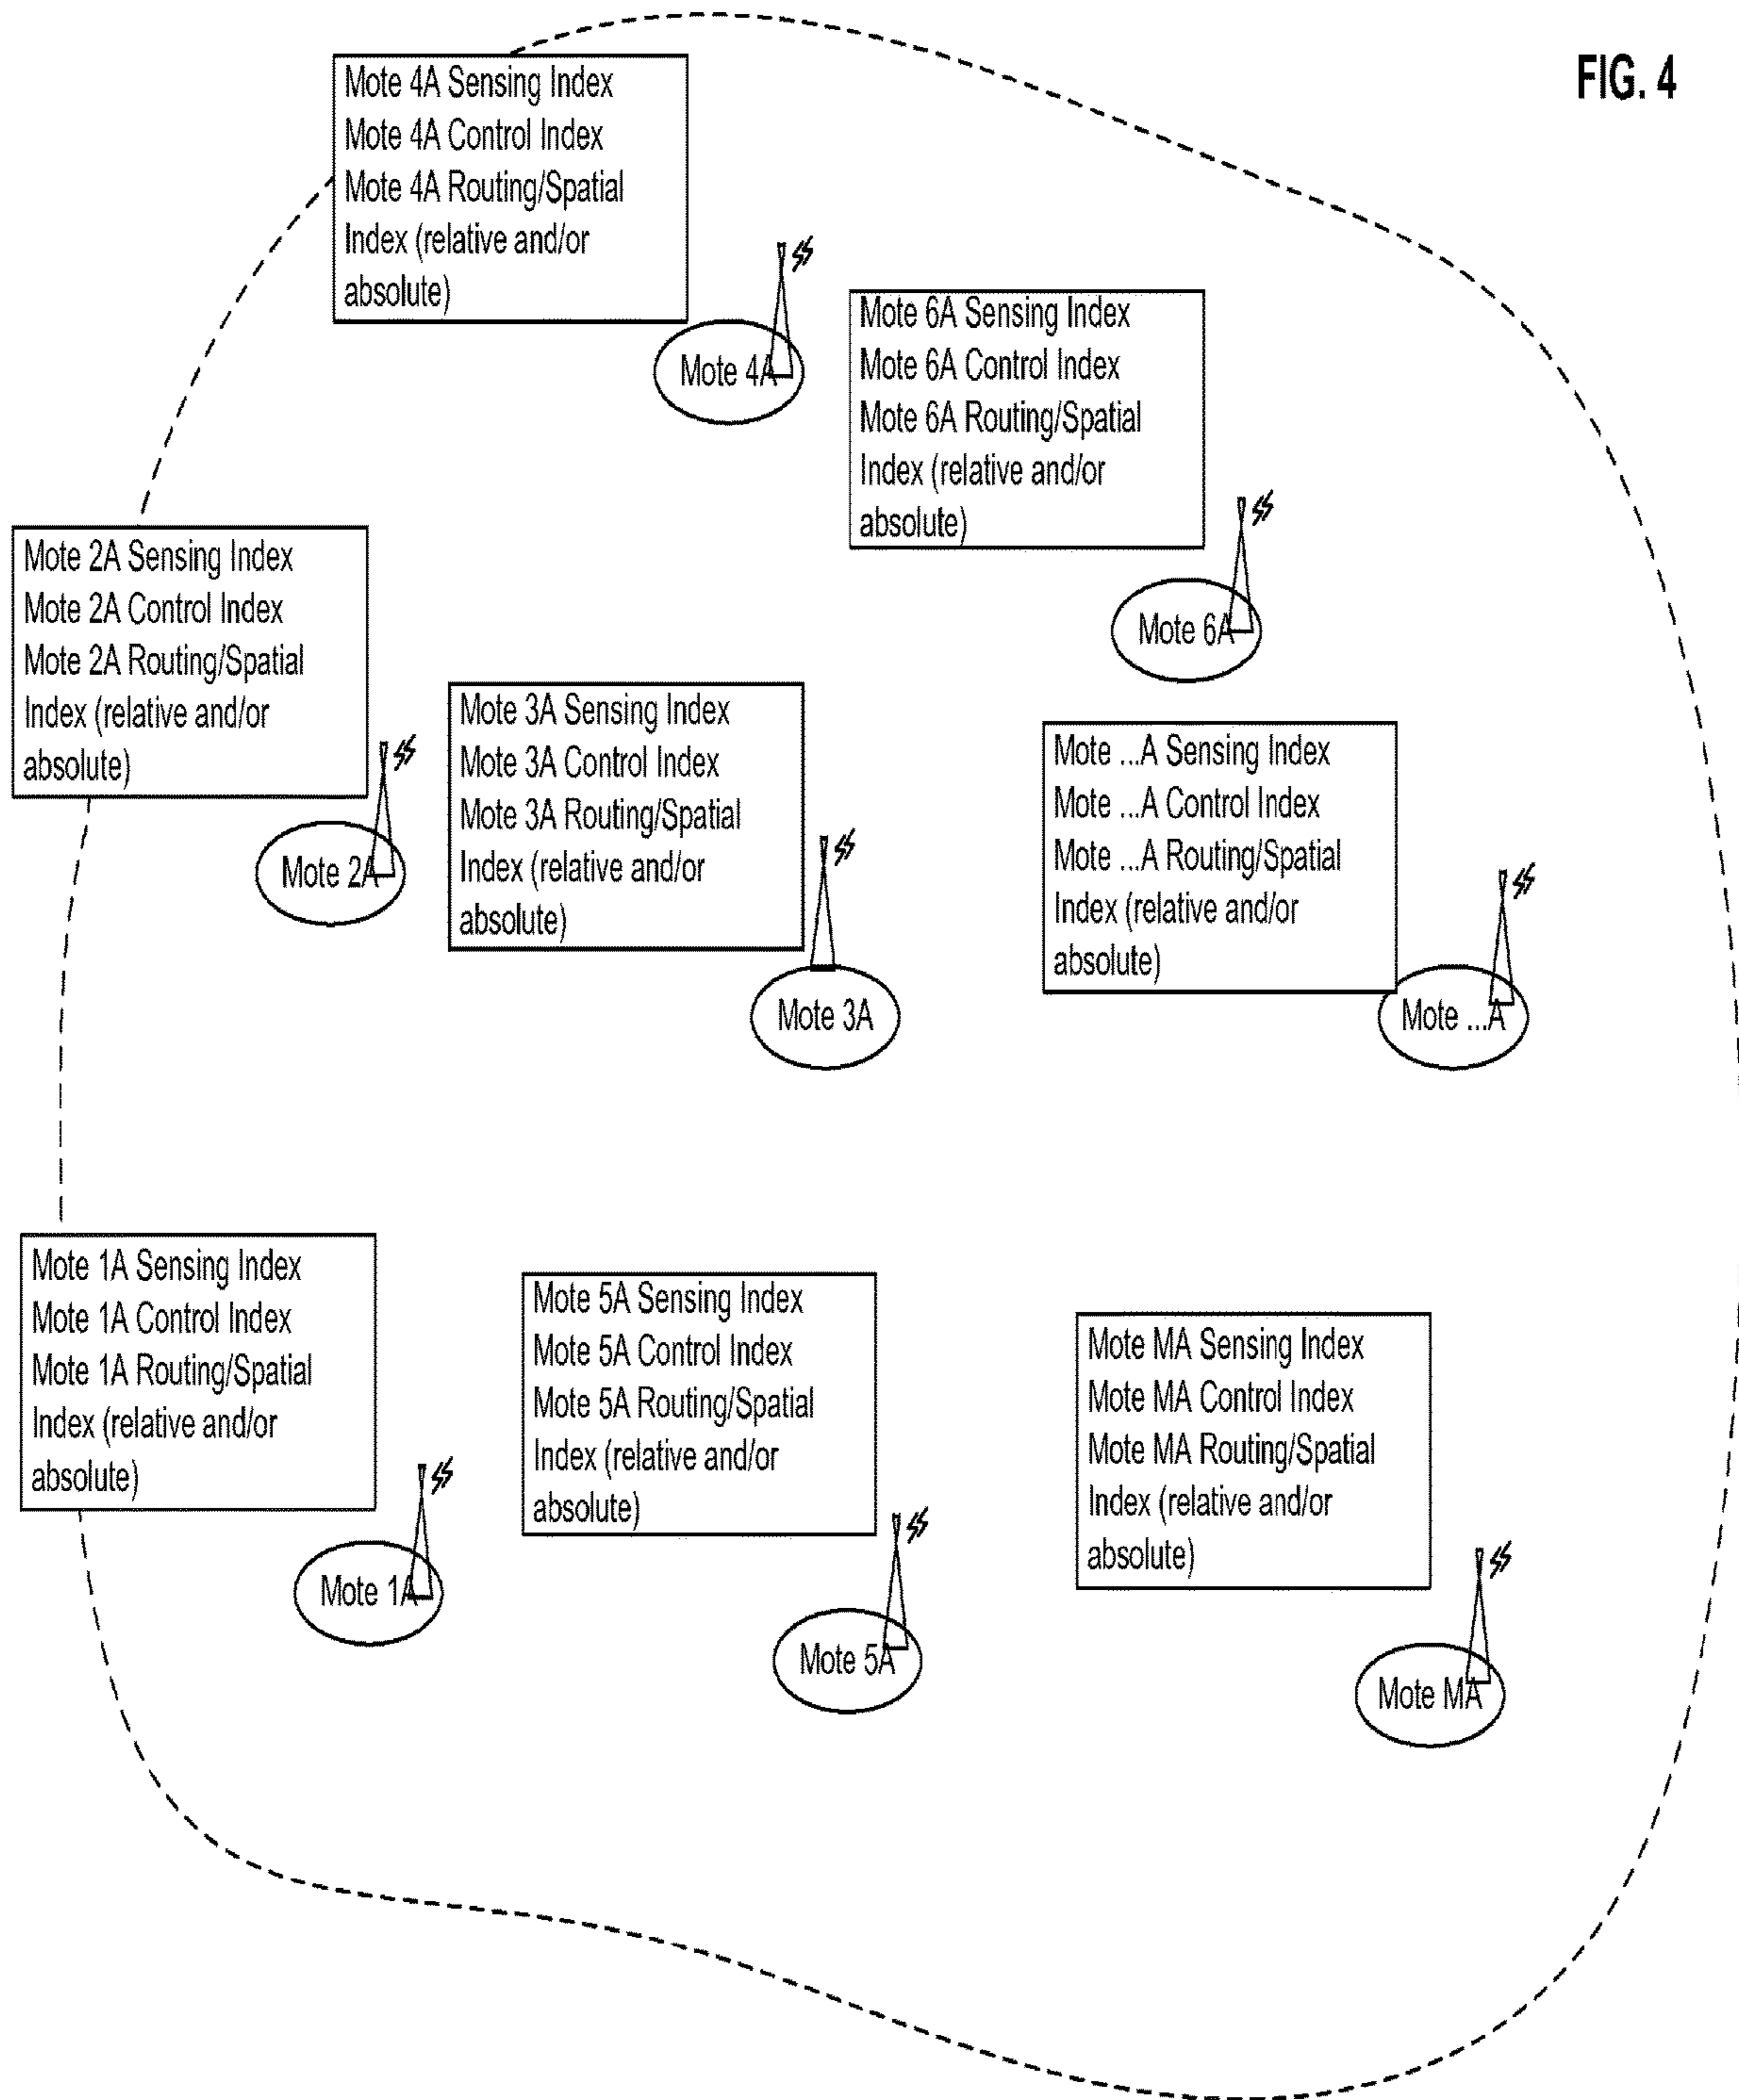 FIG. 4
Mote 4A Sensing Index
Mote 4A Control Index
Mote 4A Routing/Spatial
Index (relative and/or
absolute)
Mote 4A
Mote 6A Sensing Index
Mote 6A Control Index
Mote 6A Routing/Spatial
Index (relative and/or
absolute)
Mote 6A
Mote 2A Sensing Index
Mote 2A Control Index
Mote 2A Routing/Spatial
Index (relative and/or
absolute)
Mote 2A
Mote 3A Sensing Index
Mote 3A Control Index
Mote 3A Routing/Spatial
Index (relative and/or
absolute)
Mote 3A
Mote ...A Sensing Index
Mote ...A Control Index
Mote ...A Routing/Spatial
Index (relative and/or
absolute)
Mote ...A
Mote 1A Sensing Index
Mote 1A Control Index
Mote 1A Routing/Spatial
Index (relative and/or
absolute)
Mote 1A
Mote 5A Sensing Index
Mote 5A Control Index
Mote 5A Routing/Spatial
Index (relative and/or
absolute)
Mote 5A
Mote MA Sensing Index
Mote MA Control Index
Mote MA Routing/Spatial
Index (relative and/or
absolute)
Mote MA